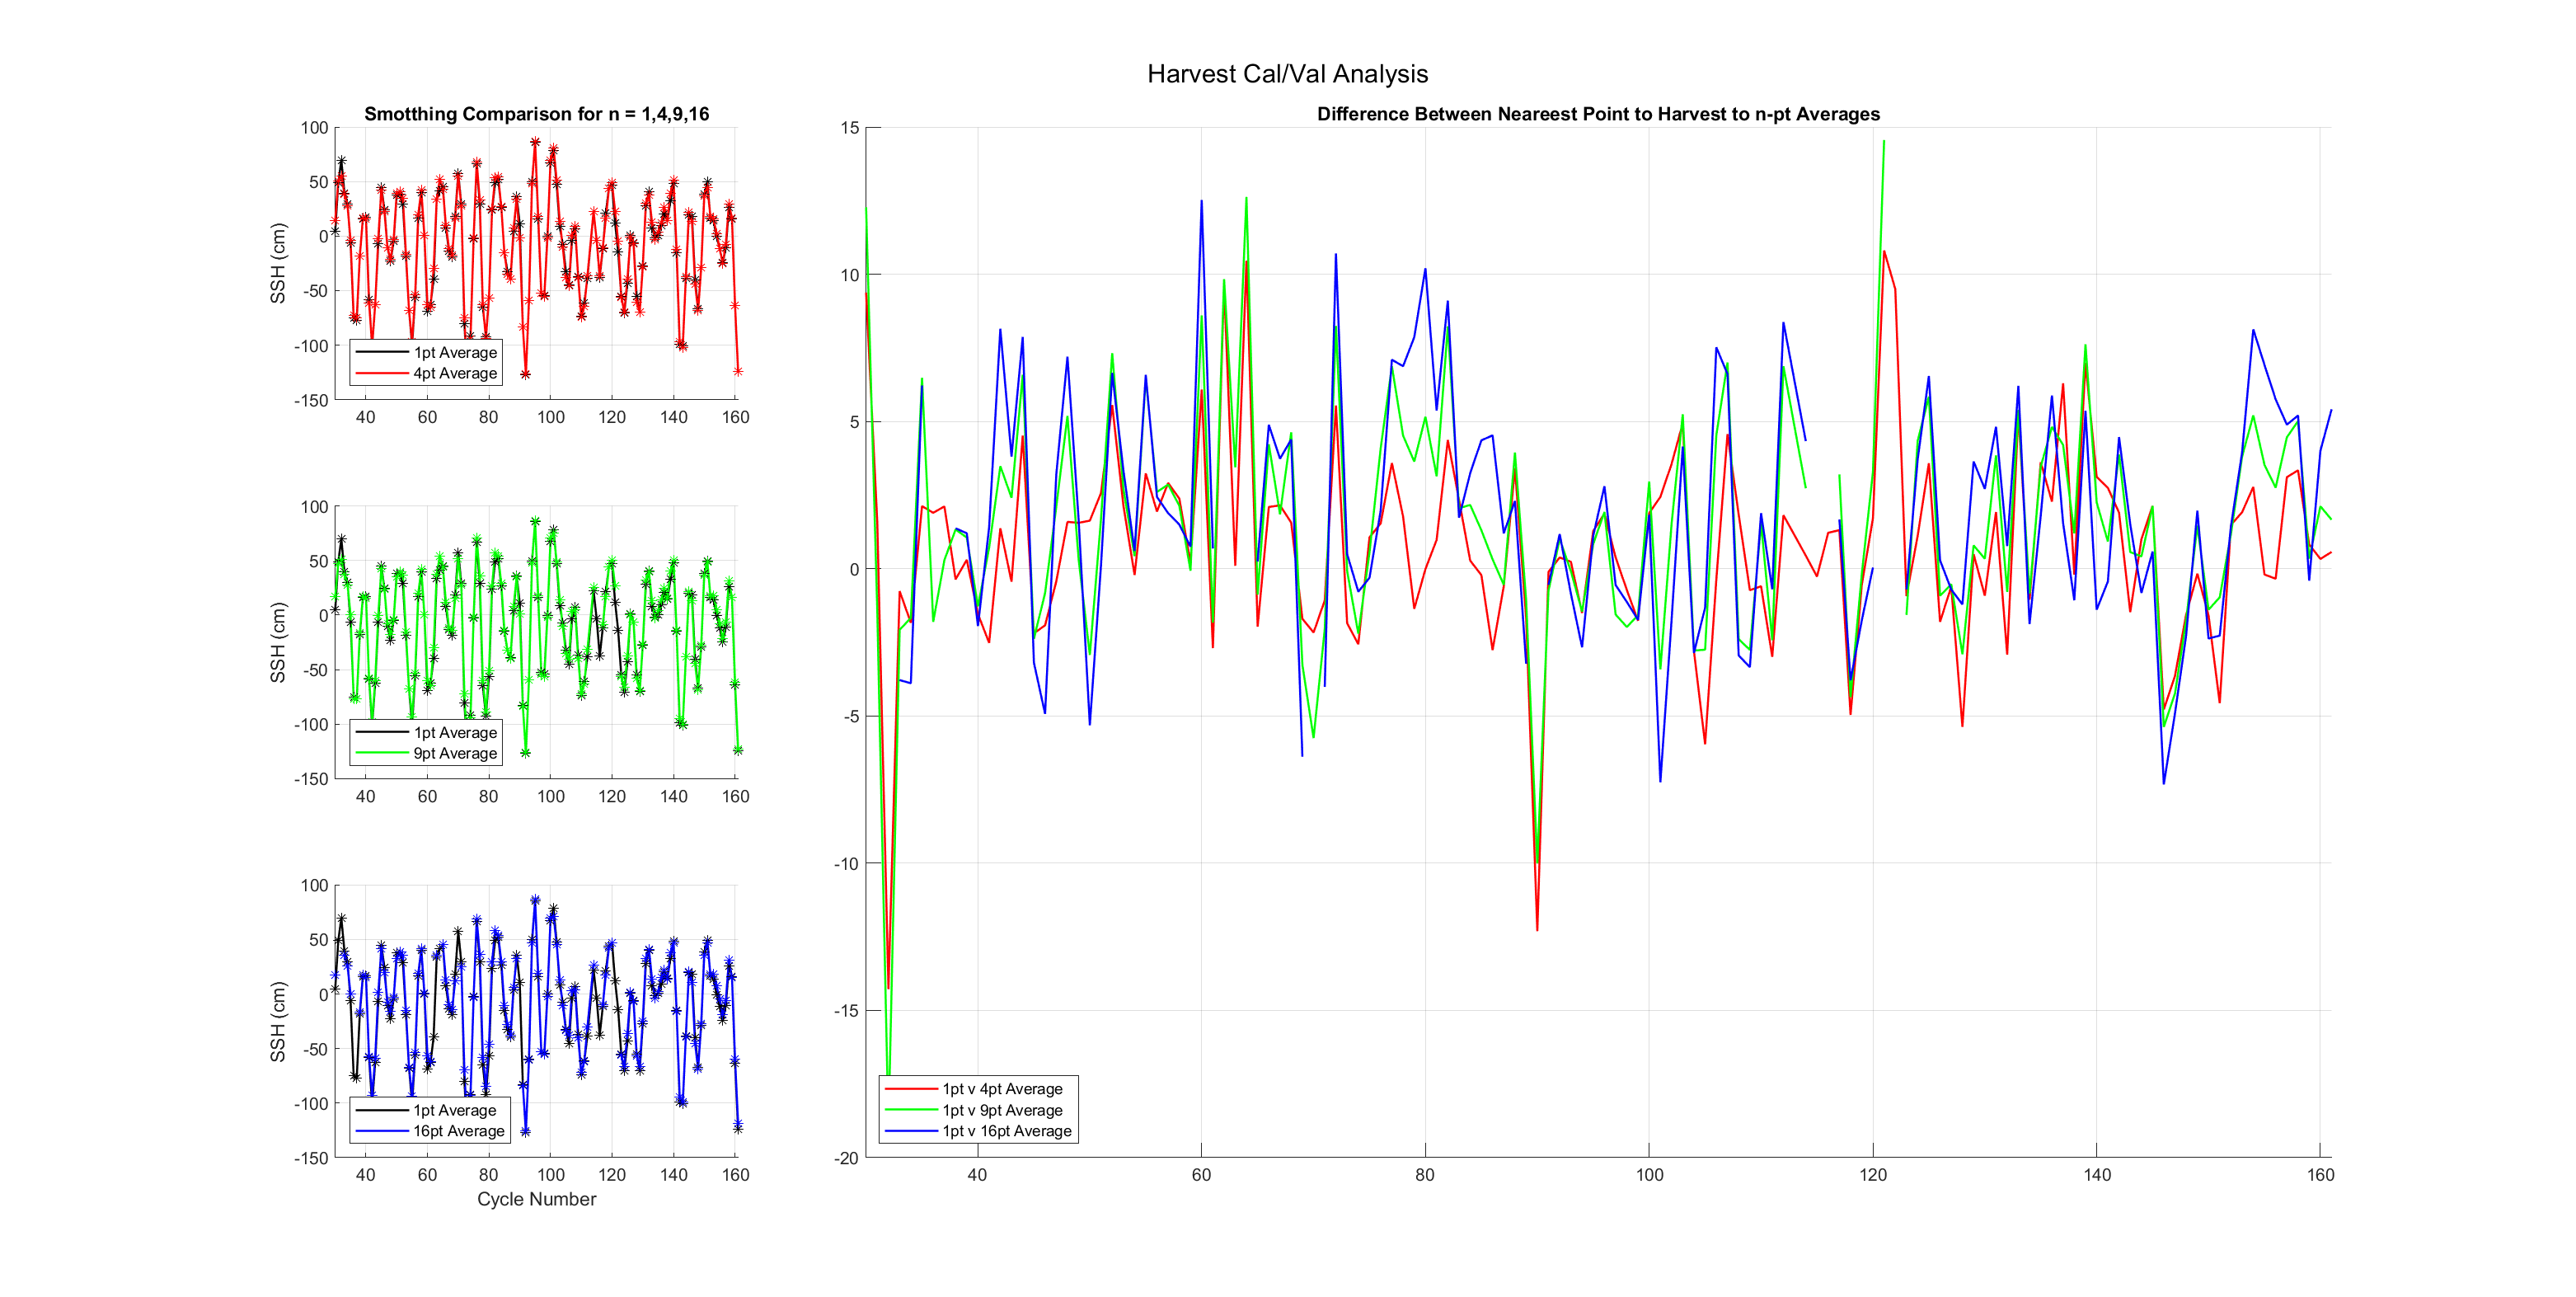 Harvest Cal/Val Analysis
Smotthing Comparison for n = 1,4,9,16
100
50
0
-50
-100
-150
SSH (cm)
1pt Average
4pt Average
40 60 80 100 120 140 160
100
50
0
-50
-100
-150
SSH (cm)
1pt Average
9pt Average
40 60 80 100 120 140 160
100
50
0
-50
-100
-150
SSH (cm)
1pt Average
16pt Average
40 60 80 100 120 140 160
Cycle Number
Difference Between Neareest Point to Harvest to n-pt Averages
15
10
5
0
-5
-10
-15
-20
1pt v 4pt Average
1pt v 9pt Average
1pt v 16pt Average
40 60 80 100 120 140 160